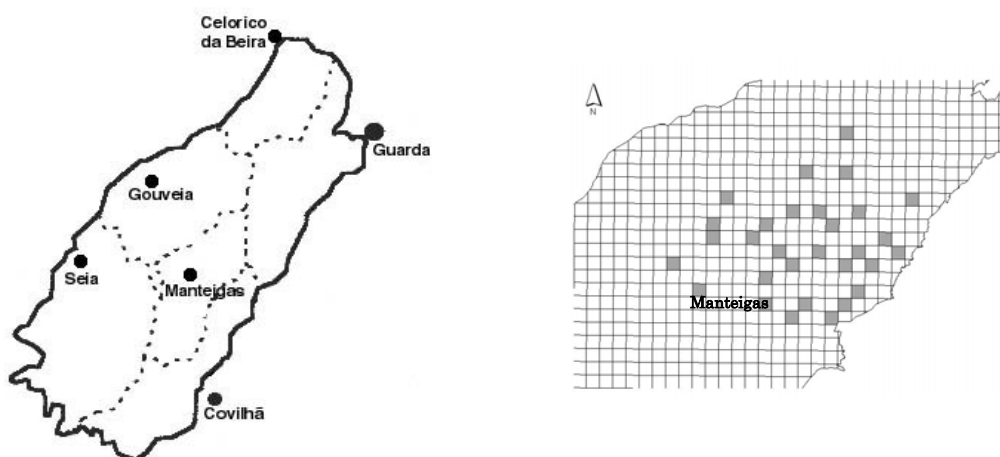 Celorico
da Beira
Guarda
Gouveia
Seia
Manteigas
Covilhã
N
Manteigas